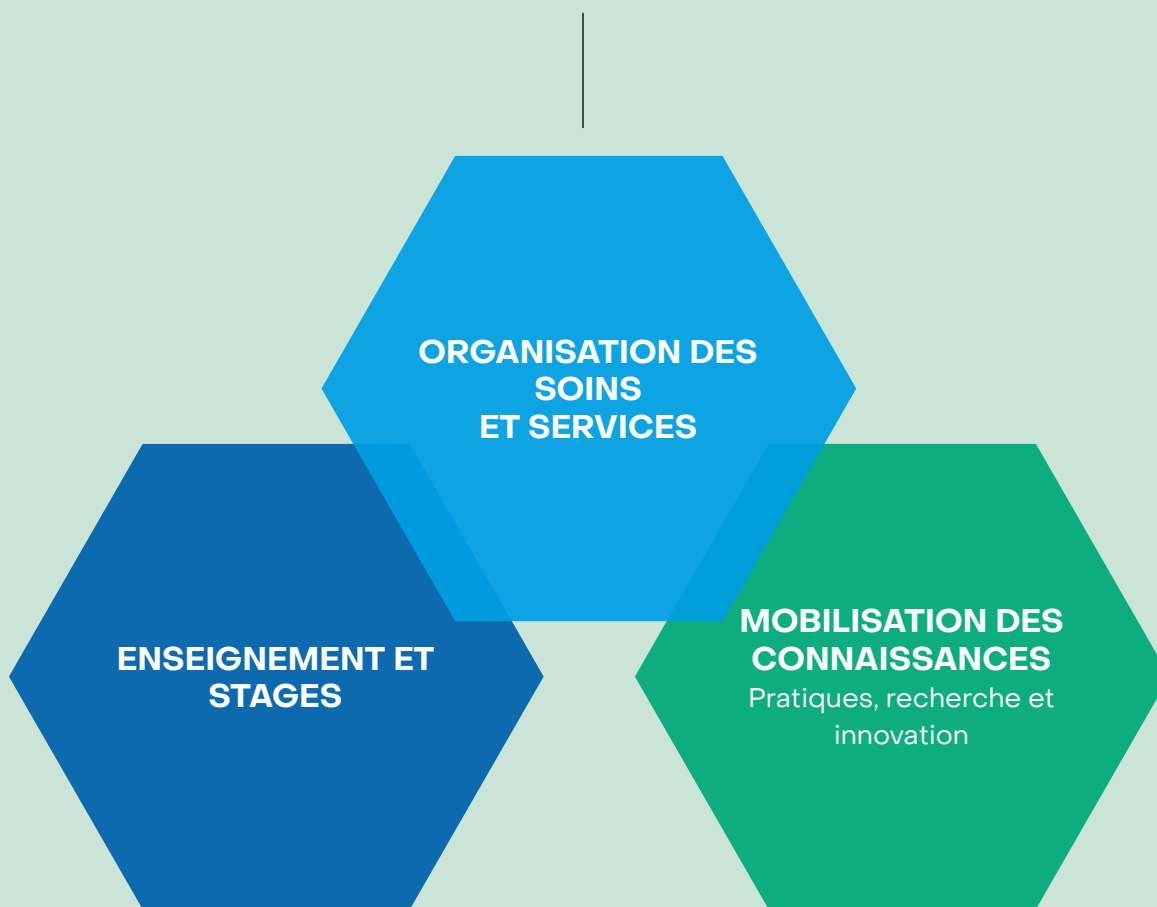 ORGANISATION DES
SOINS
ET SERVICES
ENSEIGNEMENT ET
STAGES
MOBILISATION DES
CONNAISSANCES
Pratiques, recherche et
innovation